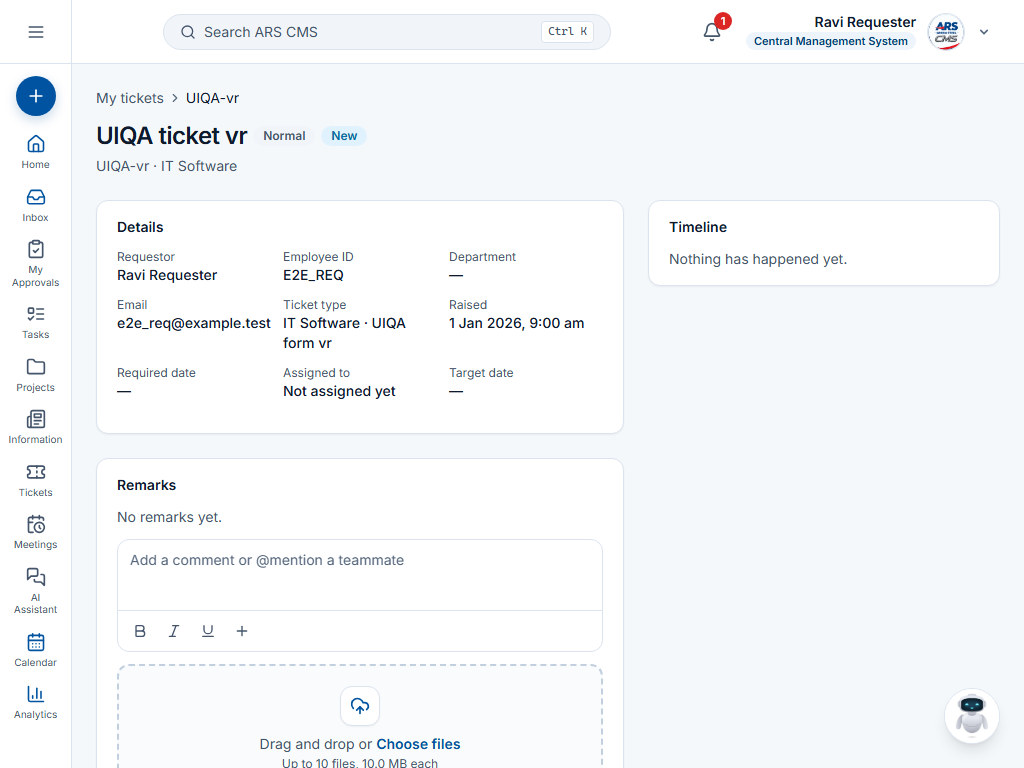 Search ARS CMS
Ctrl K
1
Ravi Requester
Central Management System
ARS
CMS
My tickets › UIQA-vr
UIQA ticket vr
Normal
New
UIQA-vr · IT Software
Home
Inbox
My
Approvals
Tasks
Projects
Information
Tickets
Meetings
AI
Assistant
Calendar
Analytics
Details
Requestor
Employee ID
Department
Ravi Requester
E2E_REQ
—
Email
Ticket type
Raised
e2e_req@example.test
IT Software · UIQA
form vr
1 Jan 2026, 9:00 am
Required date
Assigned to
Target date
—
Not assigned yet
—
Timeline
Nothing has happened yet.
Remarks
No remarks yet.
Add a comment or @mention a teammate
B I U +
Drag and drop or Choose files
Up to 10 files, 10.0 MB each